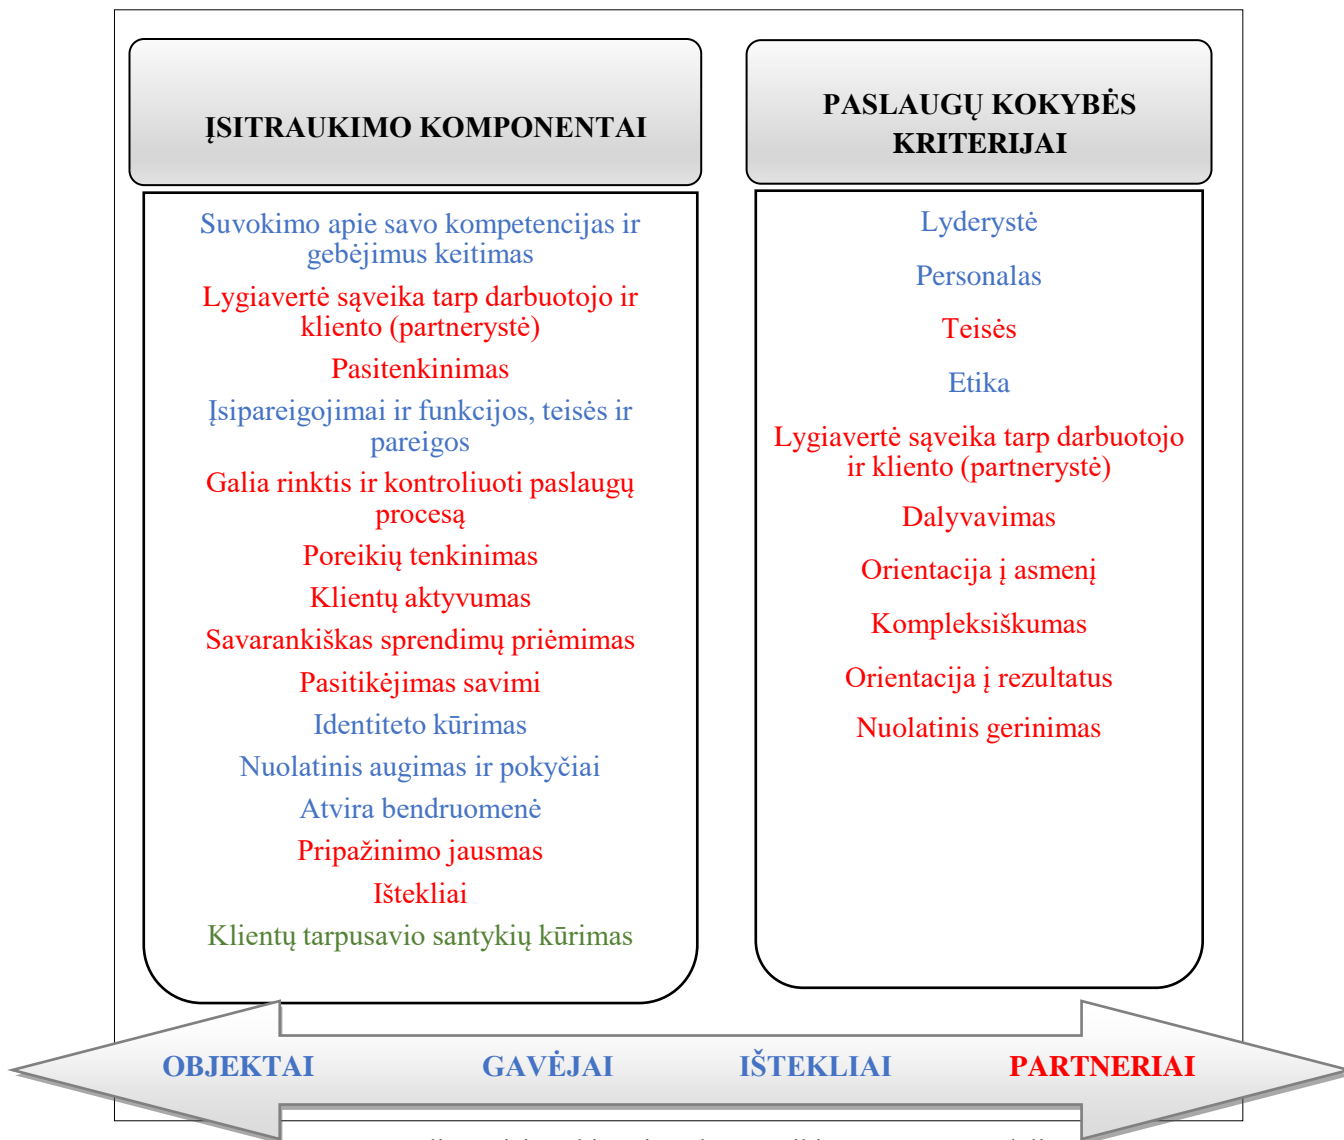 ĮSITRAUKIMO KOMPONENTAI
Suvokimo apie savo kompetencijas ir
gebėjimus keitimas
Lygiavertė sąveika tarp darbuotojo ir
kliento (partnerystė)
Pasitenkinimas
Įsipareigojimai ir funkcijos, teisės ir
pareigos
Galia rinktis ir kontroliuoti paslaugų
procesą
Poreikių tenkinimas
Klientų aktyvumas
Savarankiškas sprendimų priėmimas
Pasitikėjimas savimi
Identiteto kūrimas
Nuolatinis augimas ir pokyčiai
Atvira bendruomenė
Pripažinimo jausmas
Ištekliai
Klientų tarpusavio santykių kūrimas
PASLAUGŲ KOKYBĖS
KRITERIJAI
Lyderystė
Personalas
Teisės
Etika
Lygiavertė sąveika tarp darbuotojo
ir kliento (partnerystė)
Dalyvavimas
Orientacija į asmenį
Kompleksiškumas
Orientacija į rezultatus
Nuolatinis gerinimas
OBJEKTAI GAVĖJAI IŠTEKLIAI PARTNERIAI